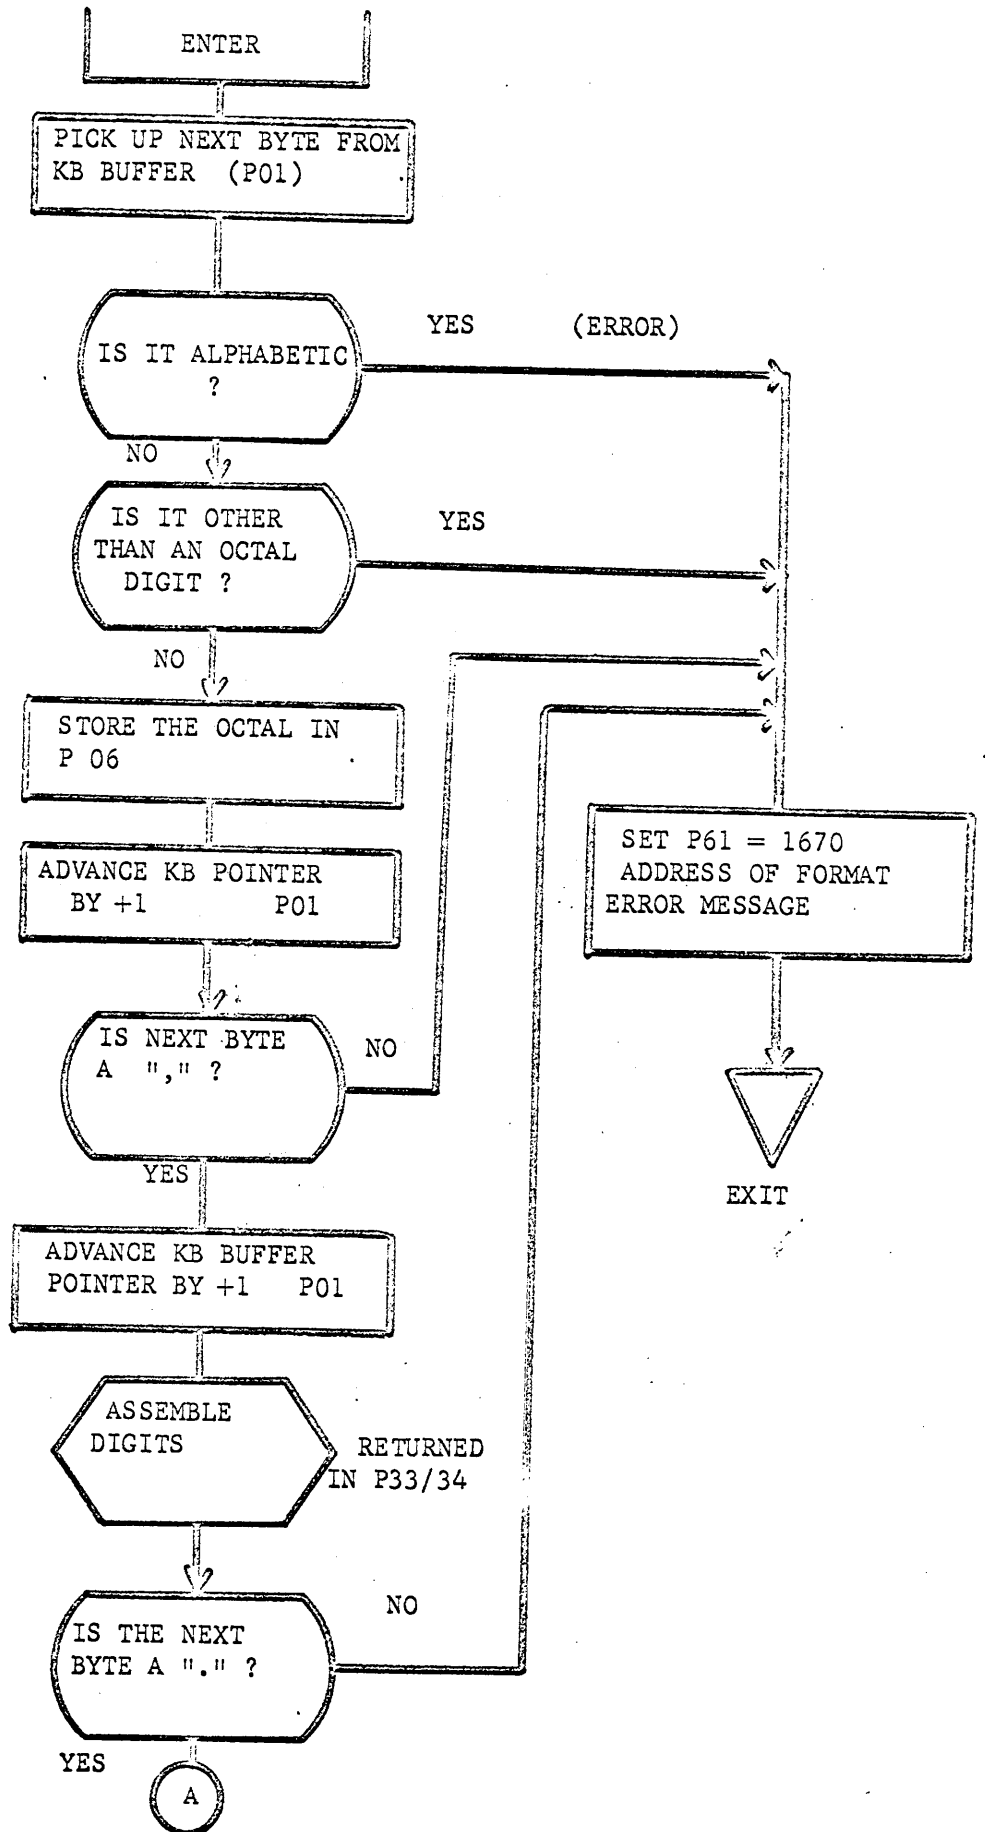 ENTER
PICK UP NEXT BYTE FROM
KB BUFFER (P01)
IS IT ALPHABETIC
?
YES (ERROR)
NO
IS IT OTHER
THAN AN OCTAL
DIGIT ?
YES
NO
STORE THE OCTAL IN
P 06
ADVANCE KB POINTER
BY +1 P01
IS NEXT BYTE
A "," ?
NO
YES
ADVANCE KB BUFFER
POINTER BY +1 P01
ASSEMBLE
DIGITS
RETURNED
IN P33/34
IS THE NEXT
BYTE A "." ?
NO
YES
A
SET P61 = 1670
ADDRESS OF FORMAT
ERROR MESSAGE
EXIT